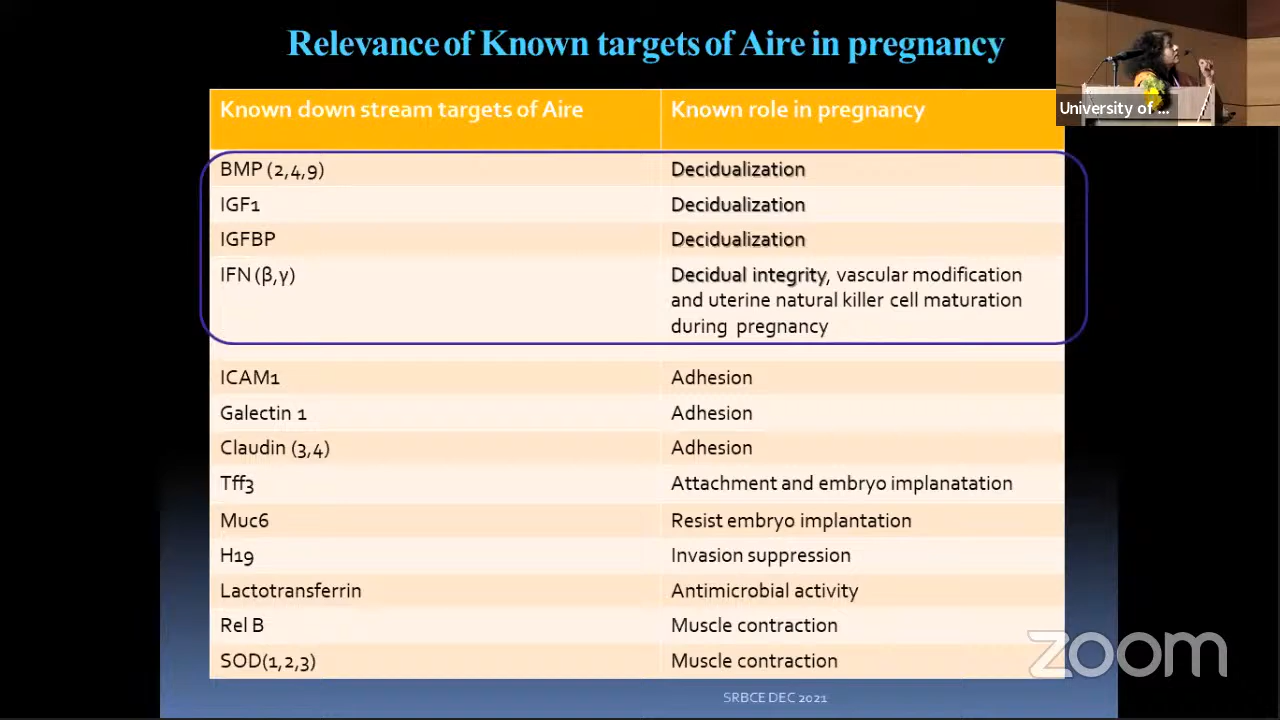 Relevance of Known targets of Aire in pregnancy
University of ...
Known down stream targets of Aire Known role in pregnancy
BMP (2,4,9) Decidualization
IGF1 Decidualization
IGFBP Decidualization
IFN (β,γ) Decidual integrity, vascular modification
and uterine natural killer cell maturation
during pregnancy
ICAM1 Adhesion
Galectin 1 Adhesion
Claudin (3,4) Adhesion
Tff3 Attachment and embryo implanatation
Muc6 Resist embryo implantation
H19 Invasion suppression
Lactotransferrin Antimicrobial activity
Rel B Muscle contraction
SOD(1,2,3) Muscle contraction
zoom
SRBCE DEC 2021